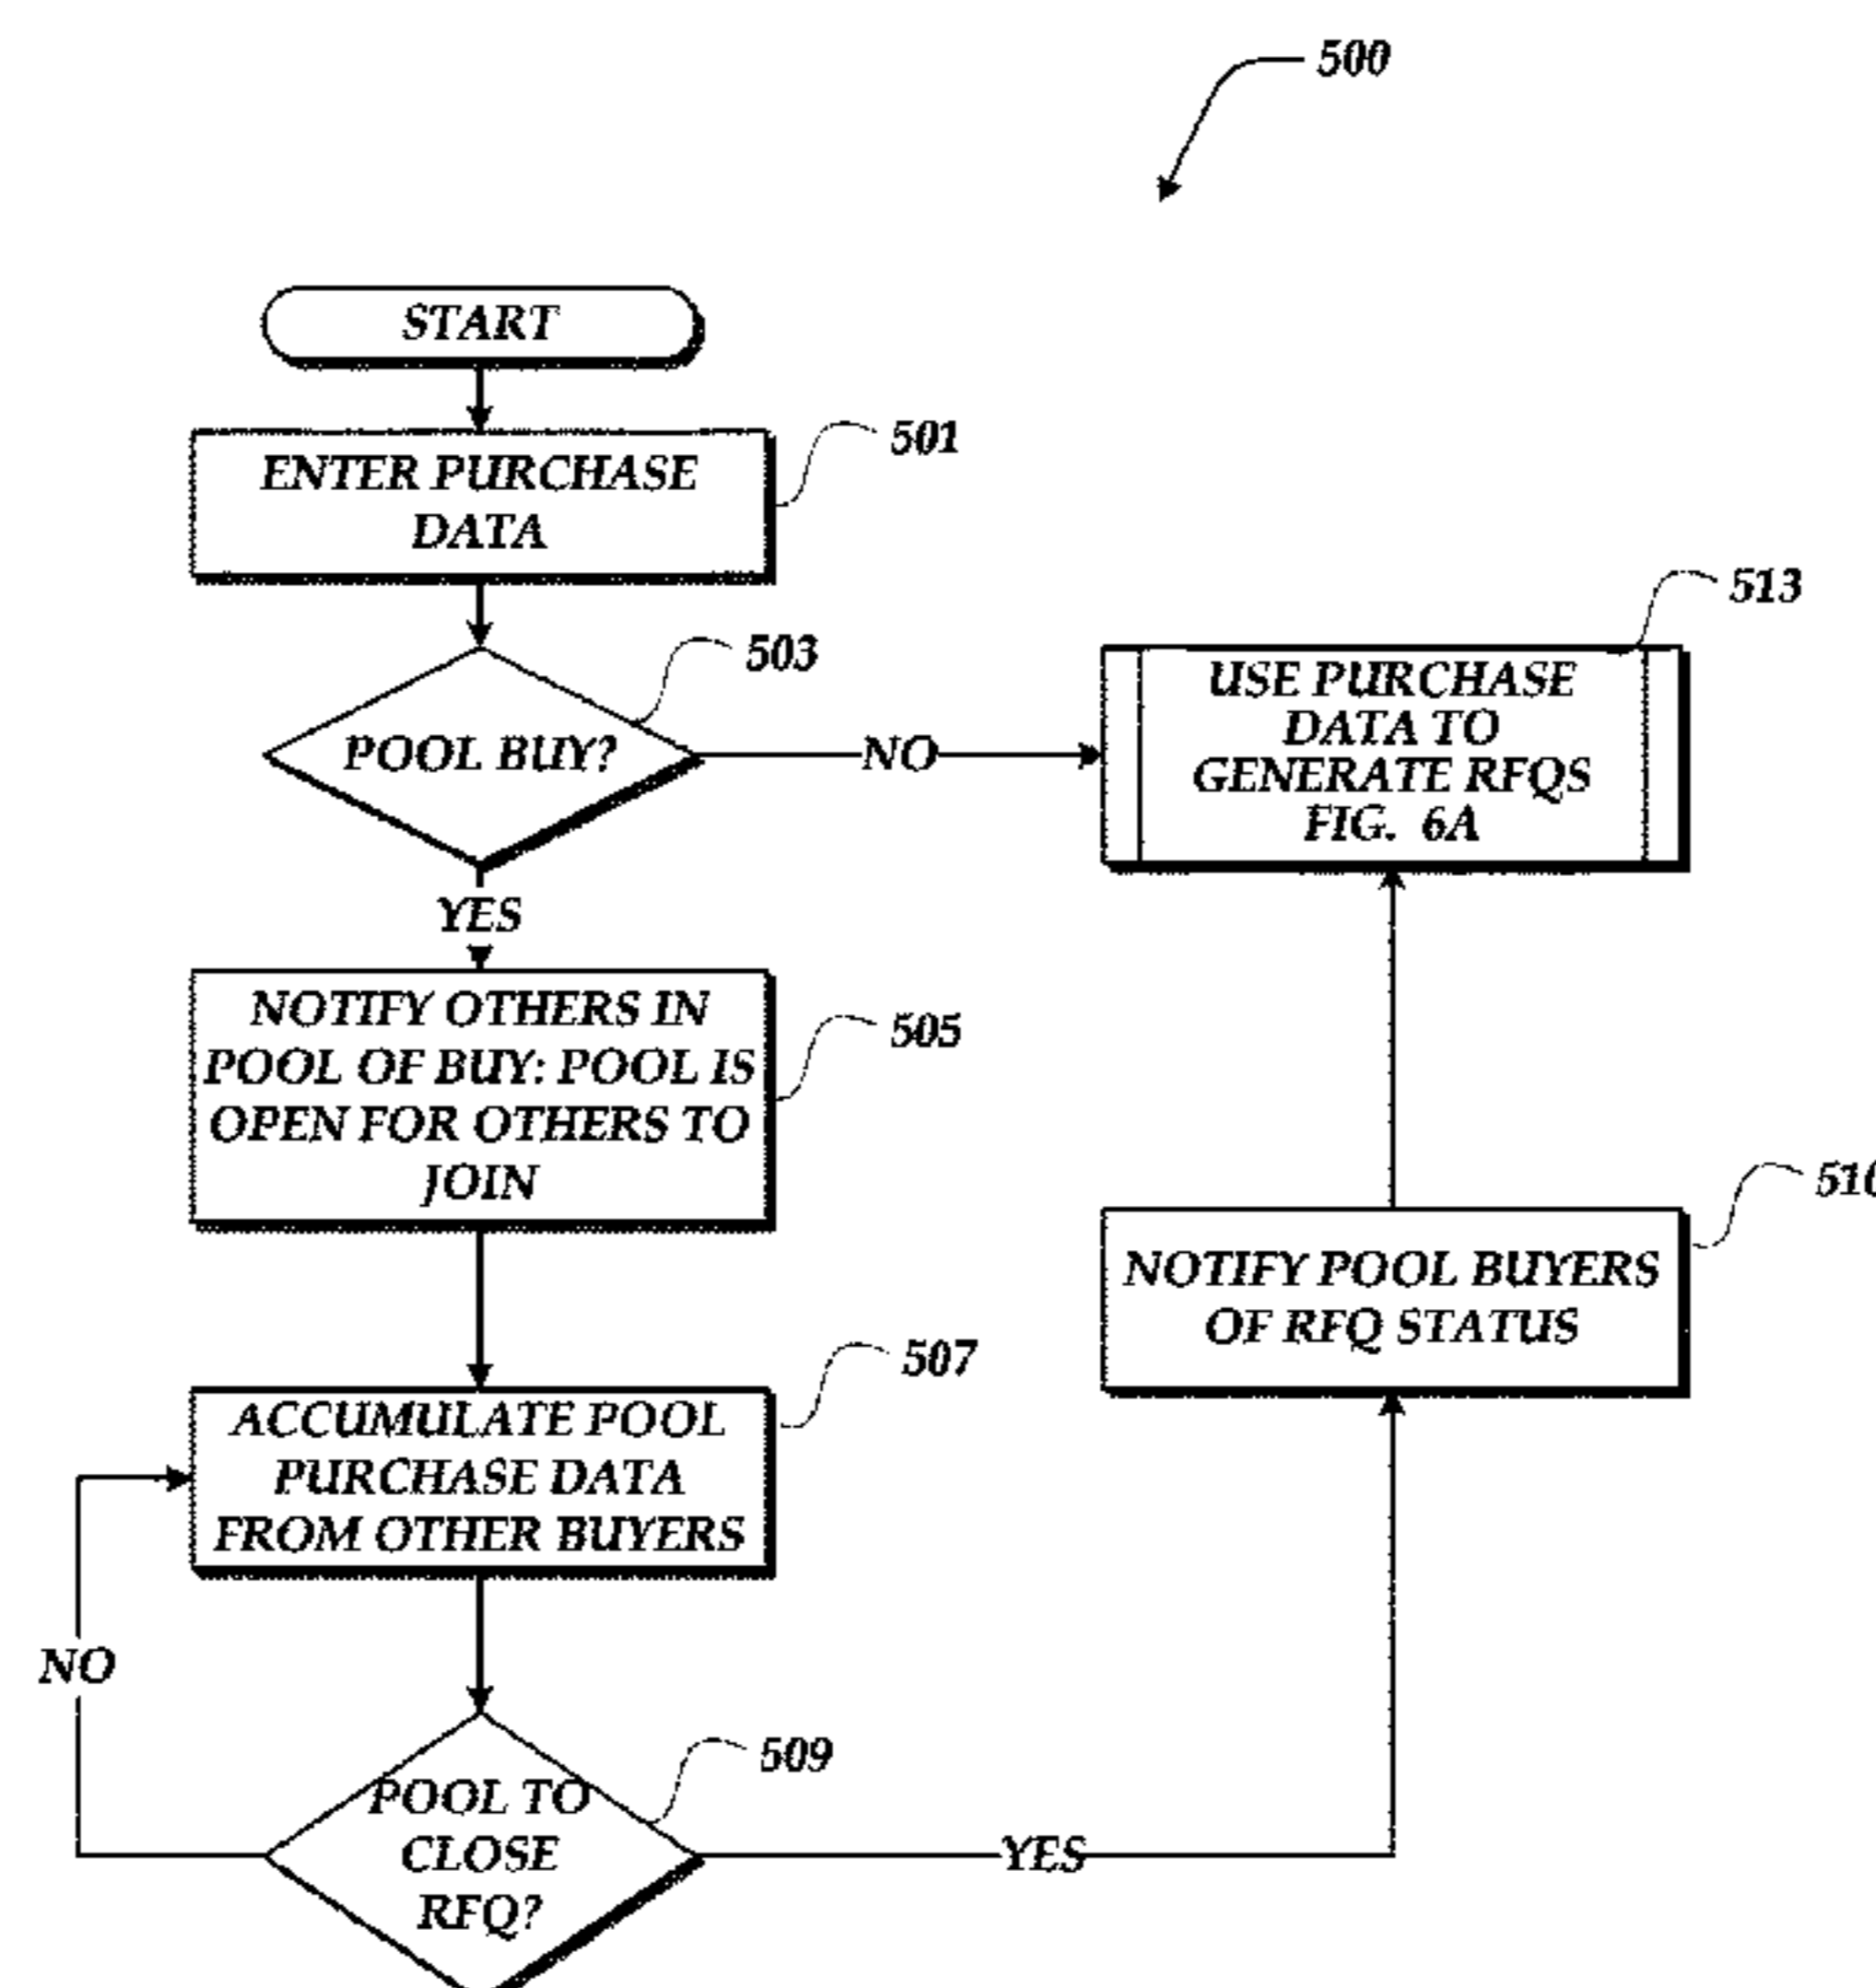 500
START
501
ENTER PURCHASE
DATA
503
POOL BUY?
NO
513
USE PURCHASE
DATA TO
GENERATE RFQS
FIG. 6A
YES
505
NOTIFY OTHERS IN
POOL OF BUY: POOL IS
OPEN FOR OTHERS TO
JOIN
510
NOTIFY POOL BUYERS
OF RFQ STATUS
507
ACCUMULATE POOL
PURCHASE DATA
FROM OTHER BUYERS
NO
509
POOL TO
CLOSE
RFQ?
YES